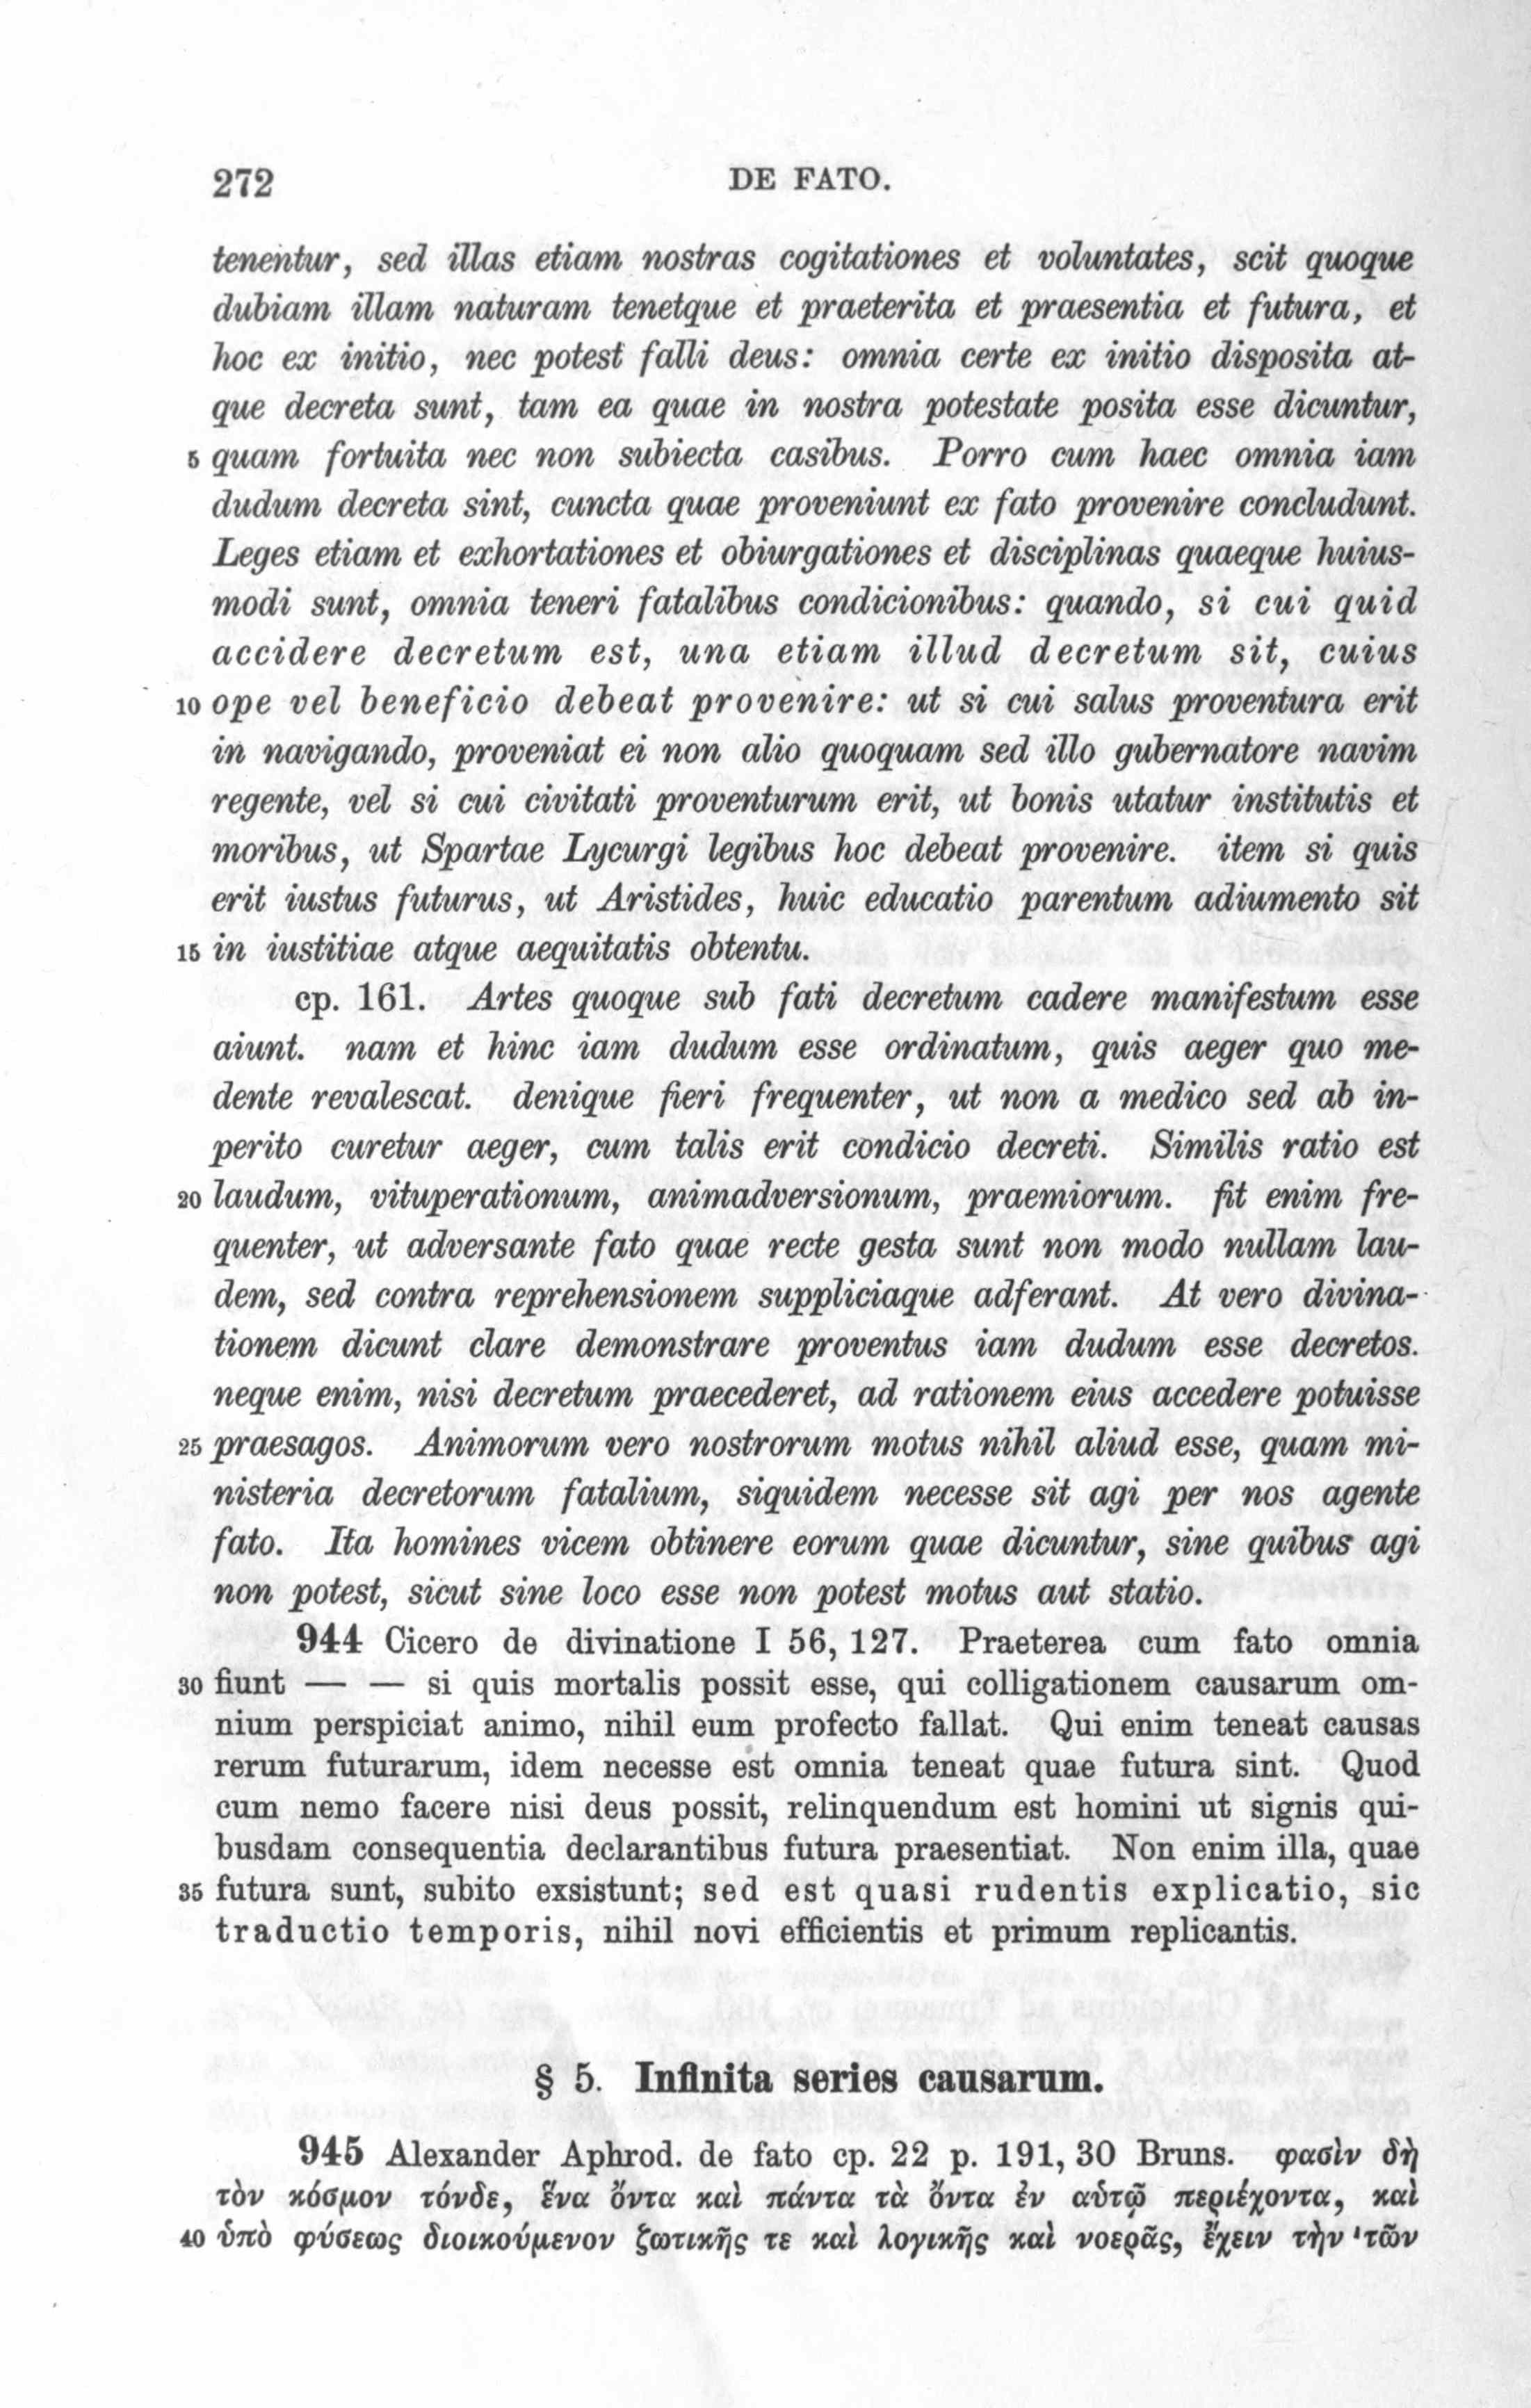 272 DE FATO.
tenentur, sed illas etiam nostras cogitationes et voluntates, scit quoque
dubiam illam naturam tenetque et praeterita et praesentia et futura, et
hoc ex initio, nec potest falli deus: omnia certe ex initio disposita at-
que decreta sunt, tam ea quae in nostra potestate posita esse dicuntur,
5 quam fortuita nec non subiecta casibus. Porro cum haec omnia iam
dudum decreta sint, cuncta quae proveniunt ex fato provenire concludunt.
Leges etiam et exhortationes et obiurgationes et disciplinas quaeque huius-
modi sunt, omnia teneri fatalibus condicionibus: quando, si cui quid
accidere decretum est, una etiam illud decretum sit, cuius
10 ope vel beneficio debeat provenire: ut si cui salus proventura erit
in navigando, proveniat ei non alio quoquam sed illo gubernatore navim
regente, vel si cui civitati proventurum erit, ut bonis utatur institutis et
moribus, ut Spartae Lycurgi legibus hoc debeat provenire. item si quis
erit iustus futurus, ut Aristides, huic educatio parentum adiumento sit
15 in iustitiae atque aequitatis obtentu.
cp. 161. Artes quoque sub fati decretum cadere manifestum esse
aiunt. nam et hinc iam dudum esse ordinatum, quis aeger quo me-
dente revalescat. denique fieri frequenter, ut non a medico sed ab in-
perito curetur aeger, cum talis erit condicio decreti. Similis ratio est
20 laudum, vituperationum, animadversionum, praemiorum. fit enim fre-
quenter, ut adversante fato quae recte gesta sunt non modo nullam lau-
dem, sed contra reprehensionem suppliciaque adferant. At vero divina-
tionem dicunt clare demonstrare proventus iam dudum esse decretos.
neque enim, nisi decretum praecederet, ad rationem eius accedere potuisse
25 praesagos. Animorum vero nostrorum motus nihil aliud esse, quam mi-
nisteria decretorum fatalium, siquidem necesse sit agi per nos agente
fato. Ita homines vicem obtinere eorum quae dicuntur, sine quibus agi
non potest, sicut sine loco esse non potest motus aut statio.
944 Cicero de divinatione I 56, 127. Praeterea cum fato omnia
30 fiunt — — si quis mortalis possit esse, qui colligationem causarum om-
nium perspiciat animo, nihil eum profecto fallat. Qui enim teneat causas
rerum futurarum, idem necesse est omnia teneat quae futura sint. Quod
cum nemo facere nisi deus possit, relinquendum est homini ut signis qui-
busdam consequentia declarantibus futura praesentiat. Non enim illa, quae
35 futura sunt, subito exsistunt; sed est quasi rudentis explicatio, sic
traductio temporis, nihil novi efficientis et primum replicantis.
§ 5. Infinita series causarum.
945 Alexander Aphrod. de fato cp. 22 p. 191, 30 Bruns. φασὶν δὴ
τὸν κόσμον τόνδε, ἕνα ὄντα καὶ πάντα τὰ ὄντα ἐν αὑτῷ περιέχοντα, καὶ
40 ὑπὸ φύσεως διοικούμενον ζωτικῆς τε καὶ λογικῆς καὶ νοερᾶς, ἔχειν τὴν τῶν